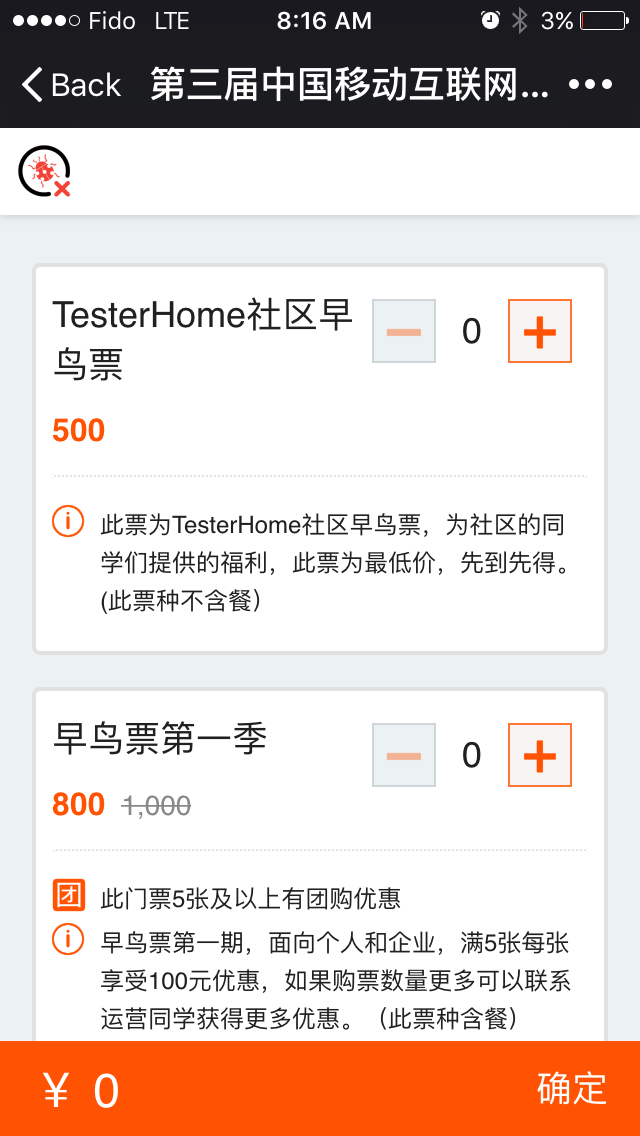 Fido LTE 8:16 AM 3%
Back 第三届中国移动互联网...
TesterHome社区早
鸟票
0
500
此票为TesterHome社区早鸟票，为社区的同
学们提供的福利，此票为最低价，先到先得。
(此票种不含餐）
早鸟票第一季
0
800 1,000
团 此门票5张及以上有团购优惠
早鸟票第一期，面向个人和企业，满5张每张
享受100元优惠，如果购票数量更多可以联系
运营同学获得更多优惠。（此票种含餐）
￥ 0 确定